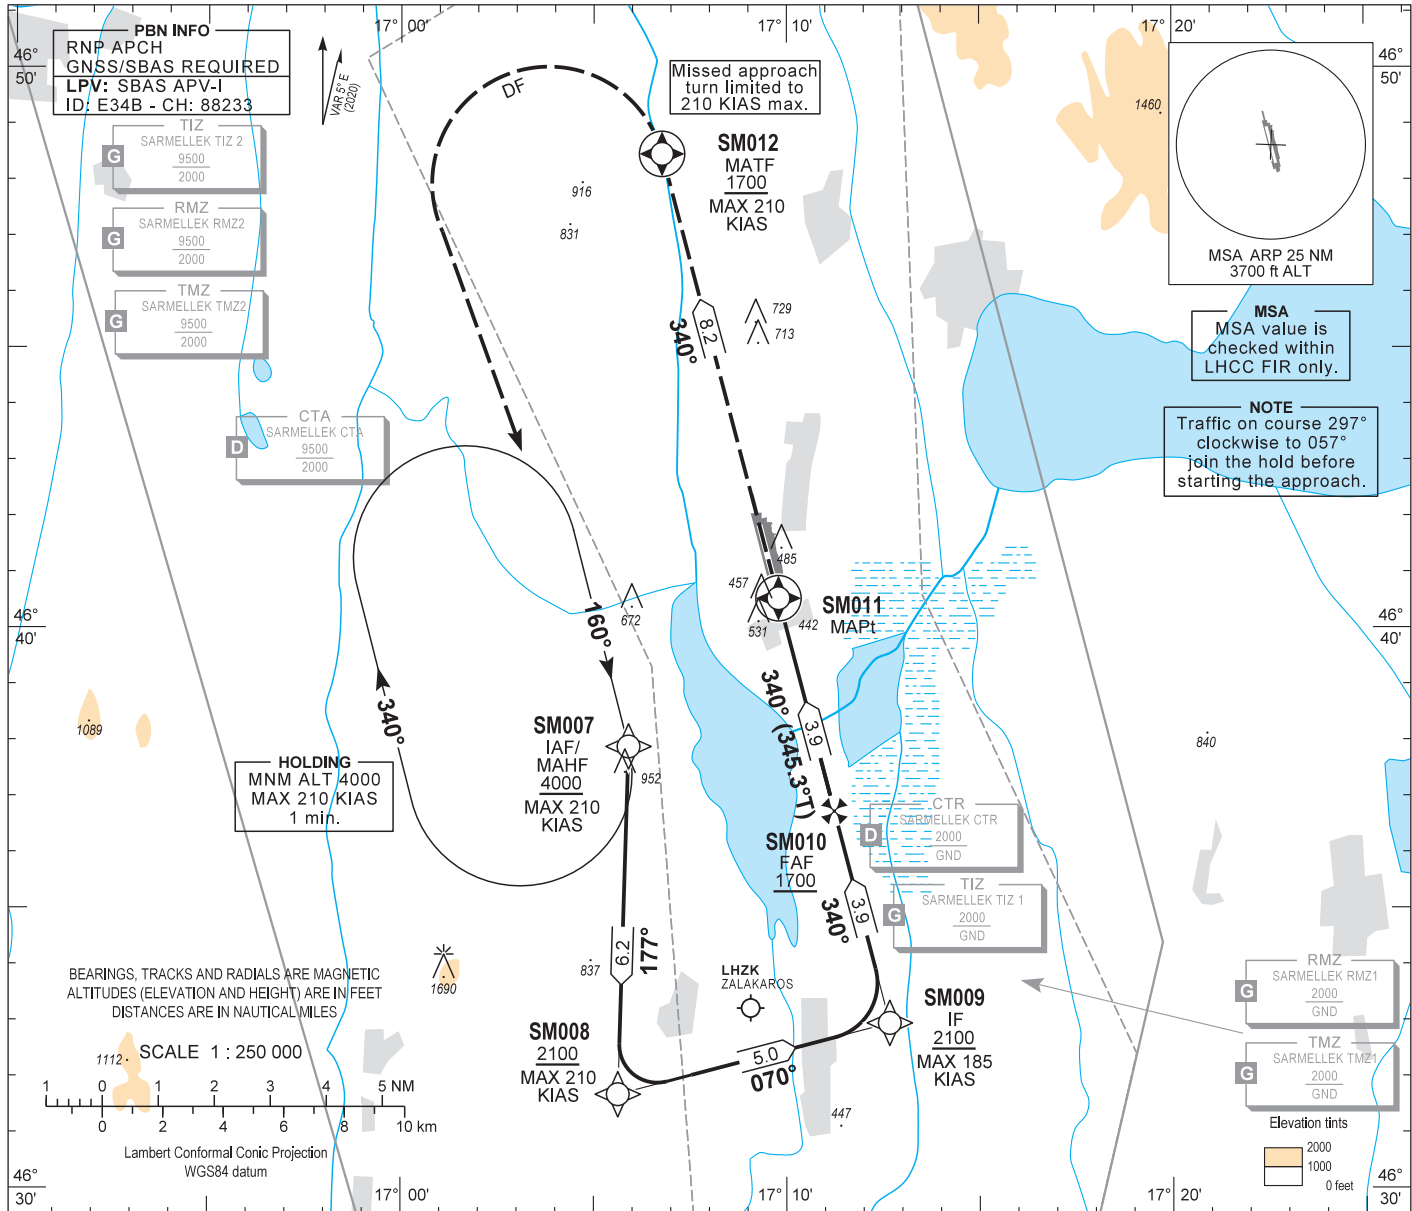 17° 00'
17° 10'
17° 20'
46°
50'
46°
50'
PBN INFO
RNP APCH
GNSS/SBAS REQUIRED
LPV: SBAS APV-I
ID: E34B - CH: 88233
VAR 5° E
(2020)
DF
Missed approach
turn limited to
210 KIAS max.
1460
MSA ARP 25 NM
3700 ft ALT
TIZ
SARMELLEK TIZ 2
G
9500
2000
RMZ
SARMELLEK RMZ2
G
9500
2000
TMZ
SARMELLEK TMZ2
G
9500
2000
SM012
MATF
1700
MAX 210
KIAS
916
831
MSA
MSA value is
checked within
LHCC FIR only.
729
713
8.2
340°
NOTE
Traffic on course 297°
clockwise to 057°
join the hold before
starting the approach.
CTA
SARMELLEK CTA
D
9500
2000
485
457
531
442
672
SM011
MAPt
46°
40'
46°
40'
160°
340°
340° (345.3°T)
3.9
1089
840
SM007
IAF/
MAHF
4000
MAX 210
KIAS
952
HOLDING
MNM ALT 4000
MAX 210 KIAS
1 min.
SM010
FAF
1700
CTR
SARMELLEK CTR
D
2000
GND
TIZ
SARMELLEK TIZ 1
G
2000
GND
3.9
340°
6.2
177°
837
1690
LHZK
ZALAKAROS
RMZ
SARMELLEK RMZ1
G
2000
GND
TMZ
SARMELLEK TMZ1
G
2000
GND
BEARINGS, TRACKS AND RADIALS ARE MAGNETIC
ALTITUDES (ELEVATION AND HEIGHT) ARE IN FEET
DISTANCES ARE IN NAUTICAL MILES
SM009
IF
2100
MAX 185
KIAS
SM008
2100
MAX 210
KIAS
5.0
070°
447
1112
SCALE 1 : 250 000
1 0 1 2 3 4 5 NM
0 2 4 6 8 10 km
Lambert Conformal Conic Projection
WGS84 datum
Elevation tints
2000
1000
0 feet
46°
30'
46°
30'
17° 00'
17° 10'
17° 20'